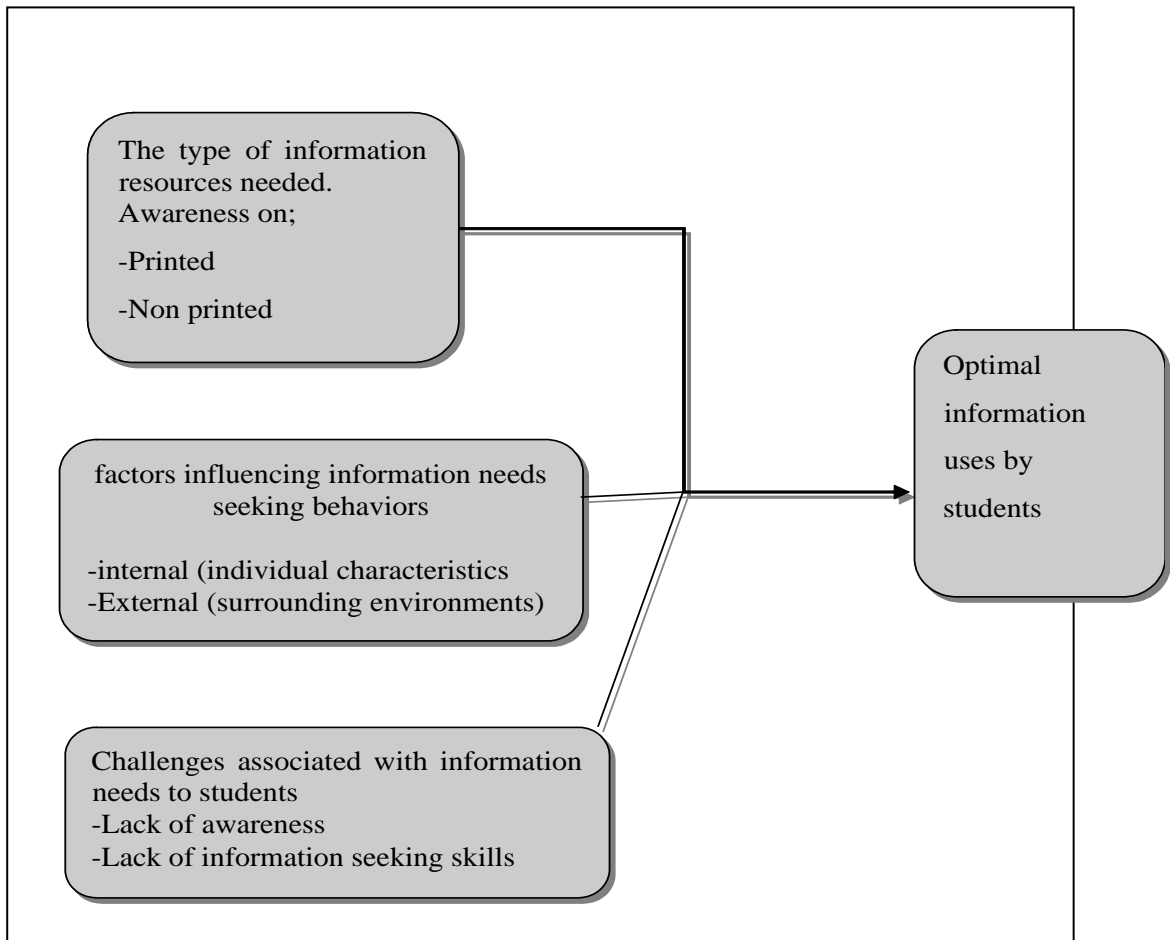 The type of information
resources needed.
Awareness on;
-Printed
-Non printed
factors influencing information needs
seeking behaviors
-internal (individual characteristics
-External (surrounding environments)
Challenges associated with information
needs to students
-Lack of awareness
-Lack of information seeking skills
Optimal
information
uses by
students